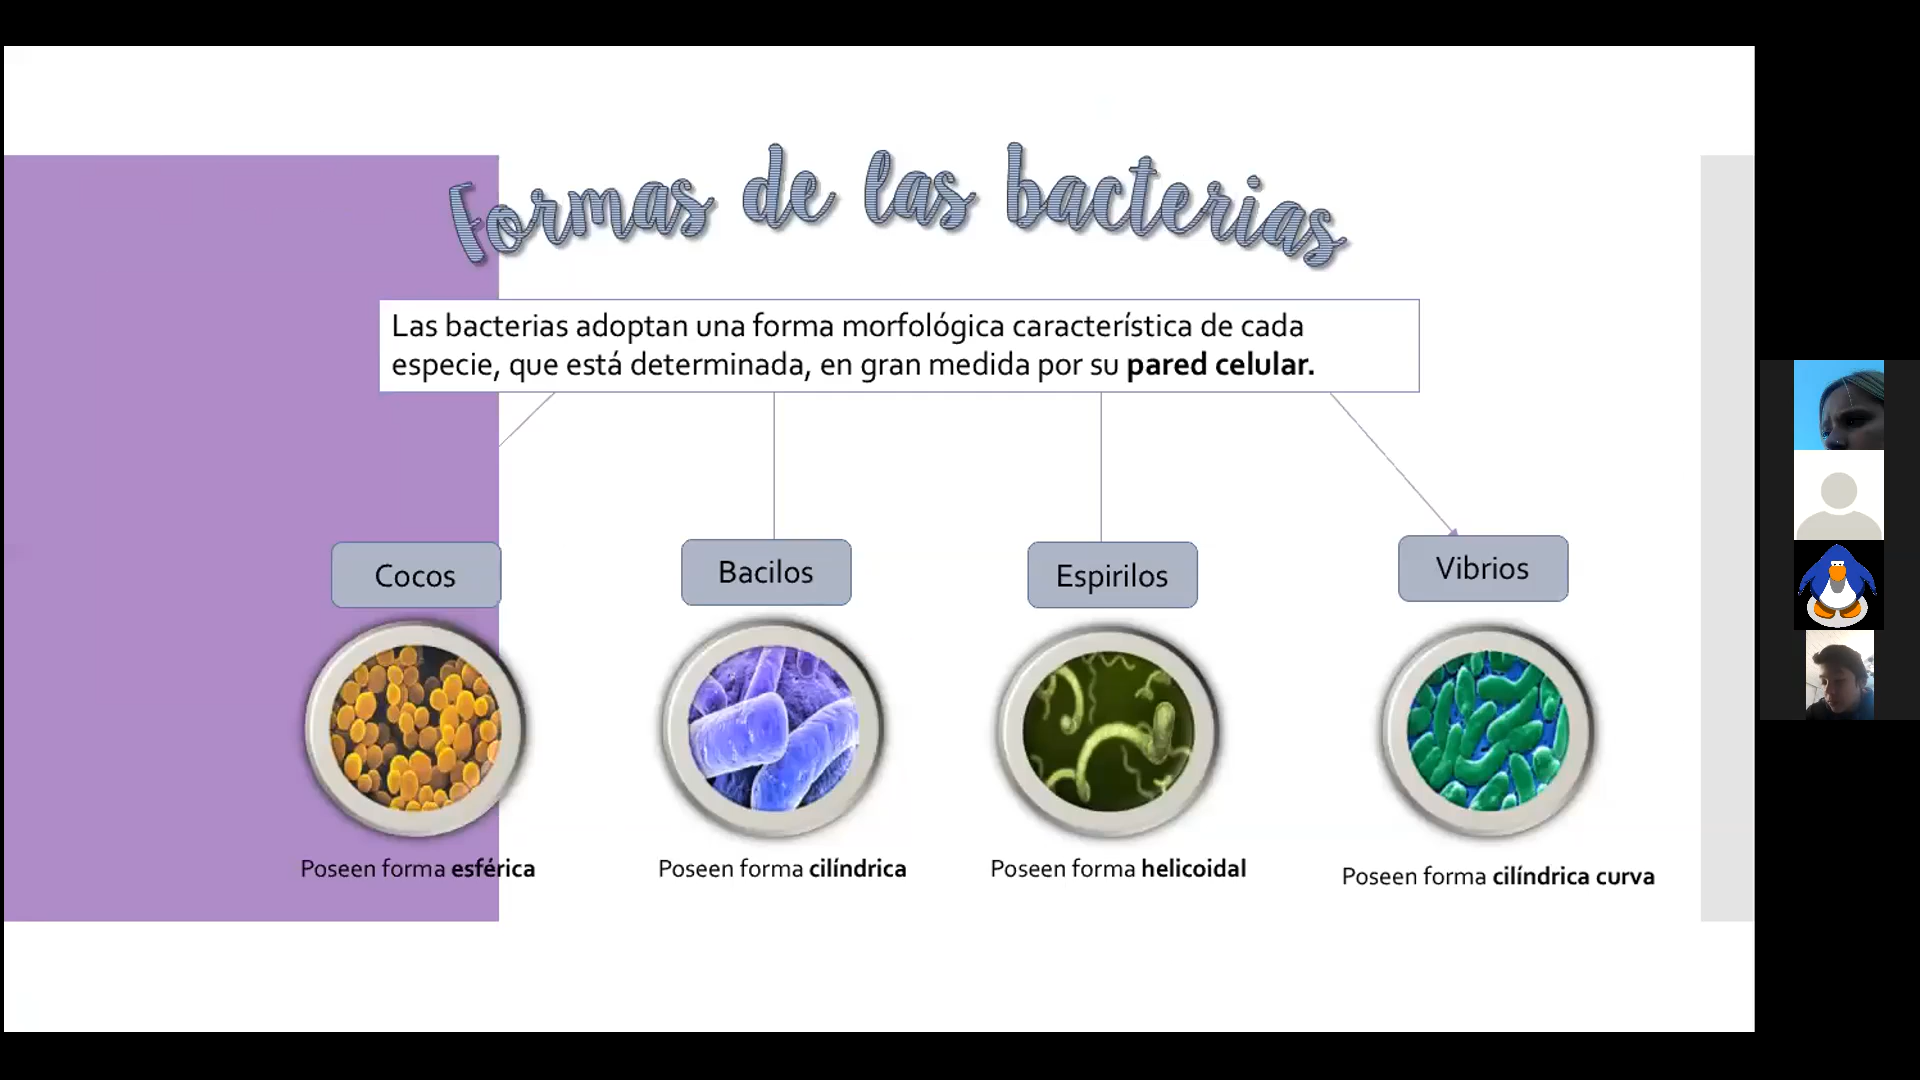 Formas de las bacterias
Las bacterias adoptan una forma morfológica característica de cada
especie, que está determinada, en gran medida por su pared celular.
Cocos
Bacilos
Espirilos
Vibrios
Poseen forma esférica
Poseen forma cilíndrica
Poseen forma helicoidal
Poseen forma cilíndrica curva